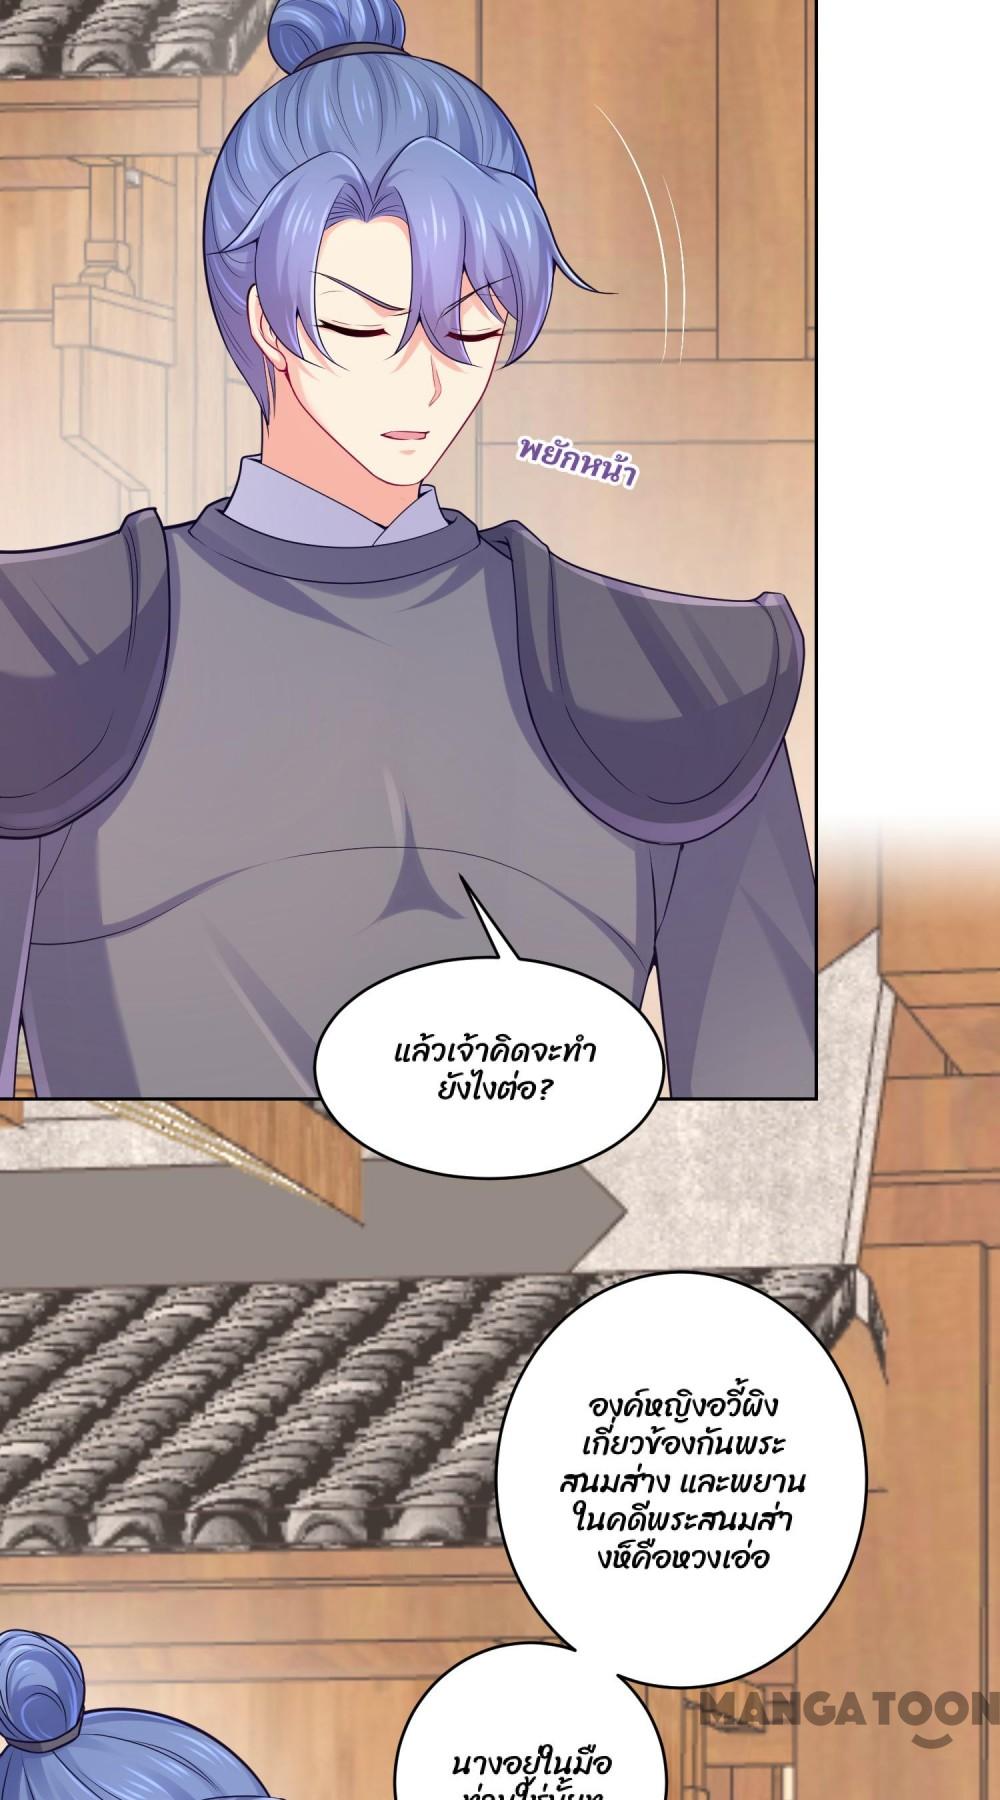 พยักหน้า
แล้วเจ้าคิดจะทำ
ยังไงต่อ?
องค์หญิงอวี้ผิง
เกี่ยวข้องกันพระ
สนมส่าง และพยาน
ในคดีพระสนมส่า
งห์คือหวงเอ่อ
MANGATOON
นางอยู่ในมือ